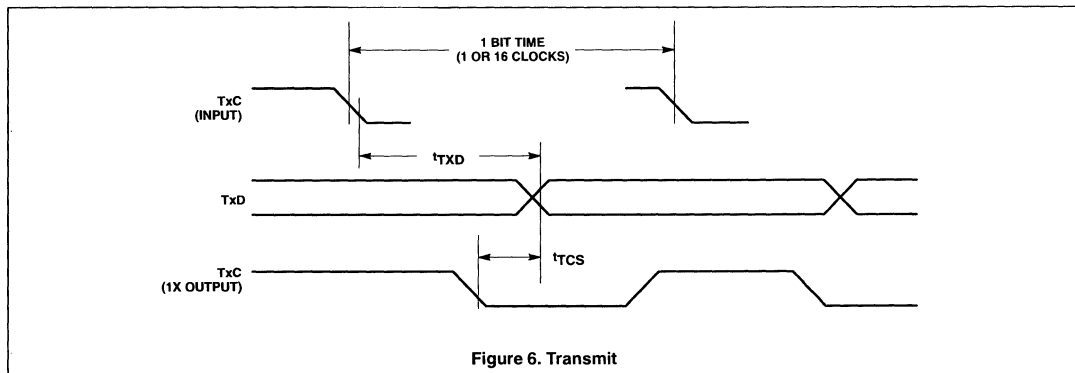 1 BIT TIME
(1 OR 16 CLOCKS)
TxC
(INPUT)
tTXD
TxD
tTCS
TxC
(1X OUTPUT)
Figure 6. Transmit